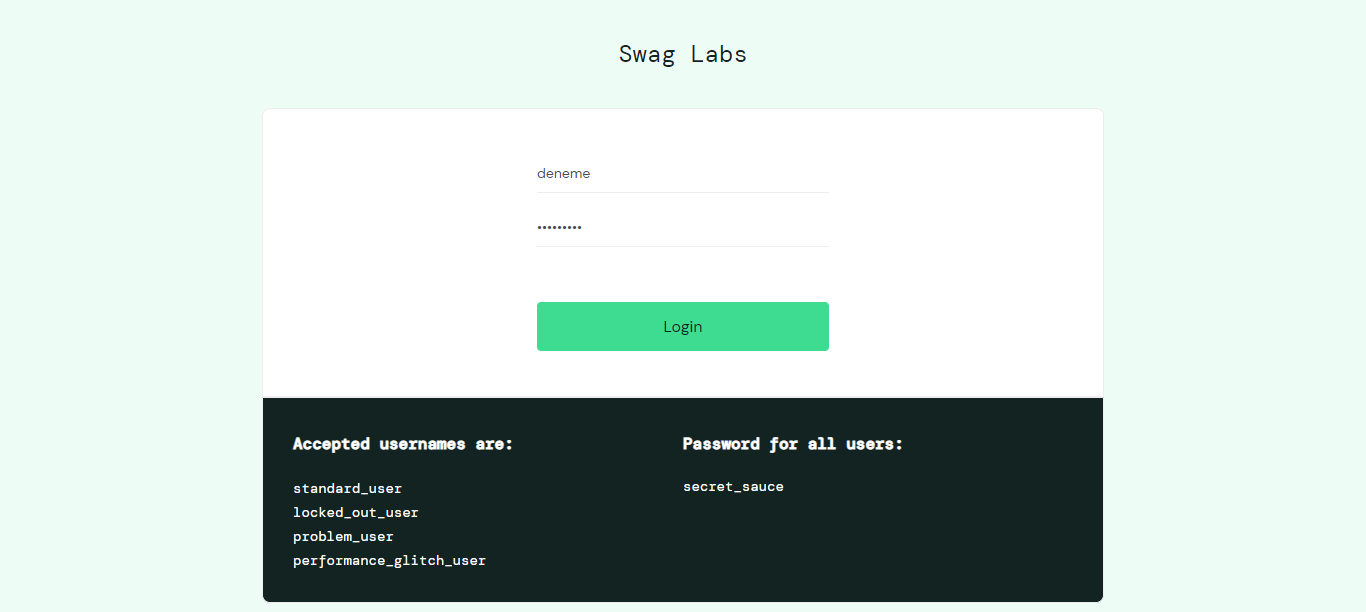 Swag Labs
deneme
•••••••••
Login
Accepted usernames are:
standard_user
locked_out_user
problem_user
performance_glitch_user
Password for all users:
secret_sauce